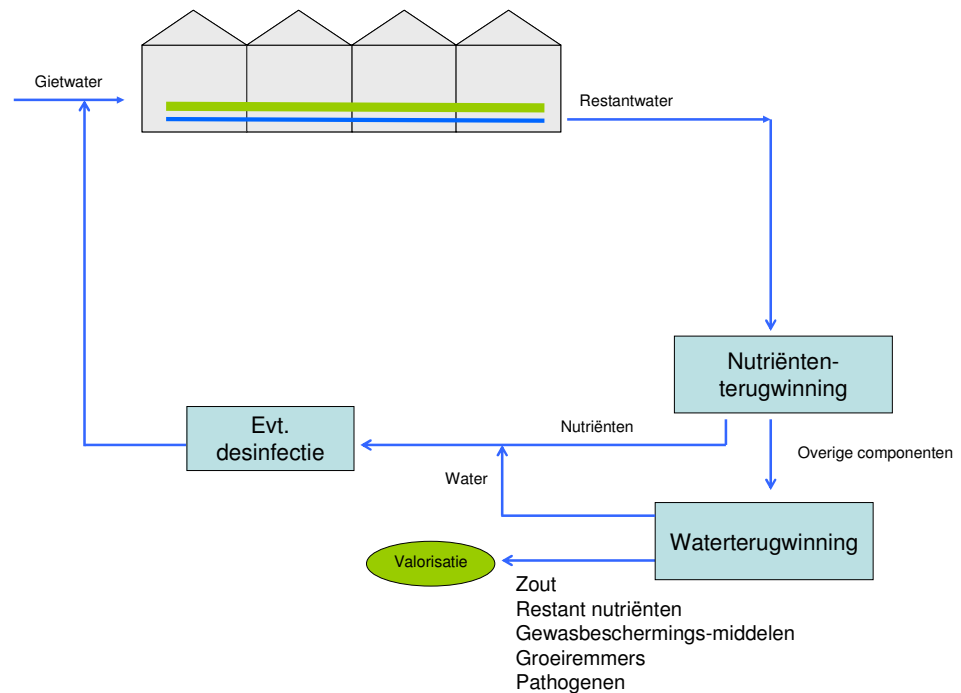 Gietwater
Restantwater
Nutriënten-
terugwinning
Evt.
desinfectie
Nutriënten
Overige componenten
Water
Waterterugwinning
Valorisatie
Zout
Restant nutriënten
Gewasbeschermings-middelen
Groeiremmers
Pathogenen